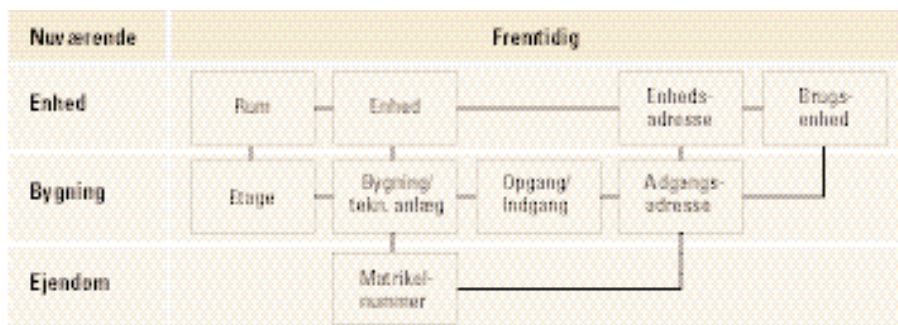 Nuværende
Fremtidig
Enhed
Rum
Enhed
Enheds-
adresse
Brugs-
enhed
Bygning
Etage
Bygning/
tekn. anlæg
Opgang/
Indgang
Adgangs-
adresse
Ejendom
Matrikel-
nummer